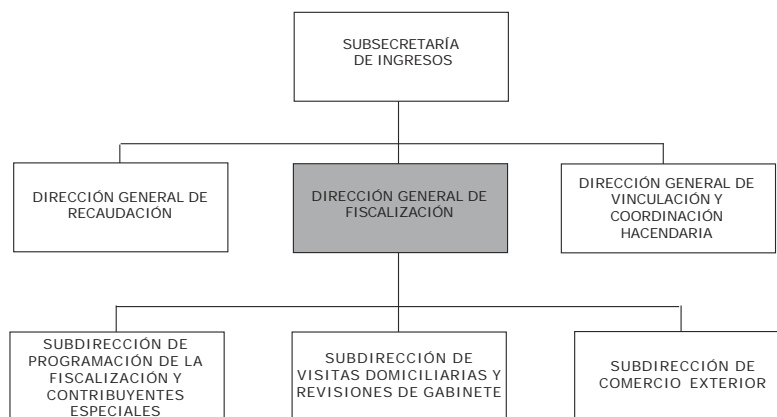 SUBSECRETARÍA
DE INGRESOS
DIRECCIÓN GENERAL DE
RECAUDACIÓN
DIRECCIÓN GENERAL DE
FISCALIZACIÓN
DIRECCIÓN GENERAL DE
VINCULACIÓN Y
COORDINACIÓN
HACENDARIA
SUBDIRECCIÓN DE
PROGRAMACIÓN DE LA
FISCALIZACIÓN Y
CONTRIBUYENTES
ESPECIALES
SUBDIRECCIÓN DE
VISITAS DOMICILIARIAS Y
REVISIONES DE GABINETE
SUBDIRECCIÓN DE
COMERCIO EXTERIOR